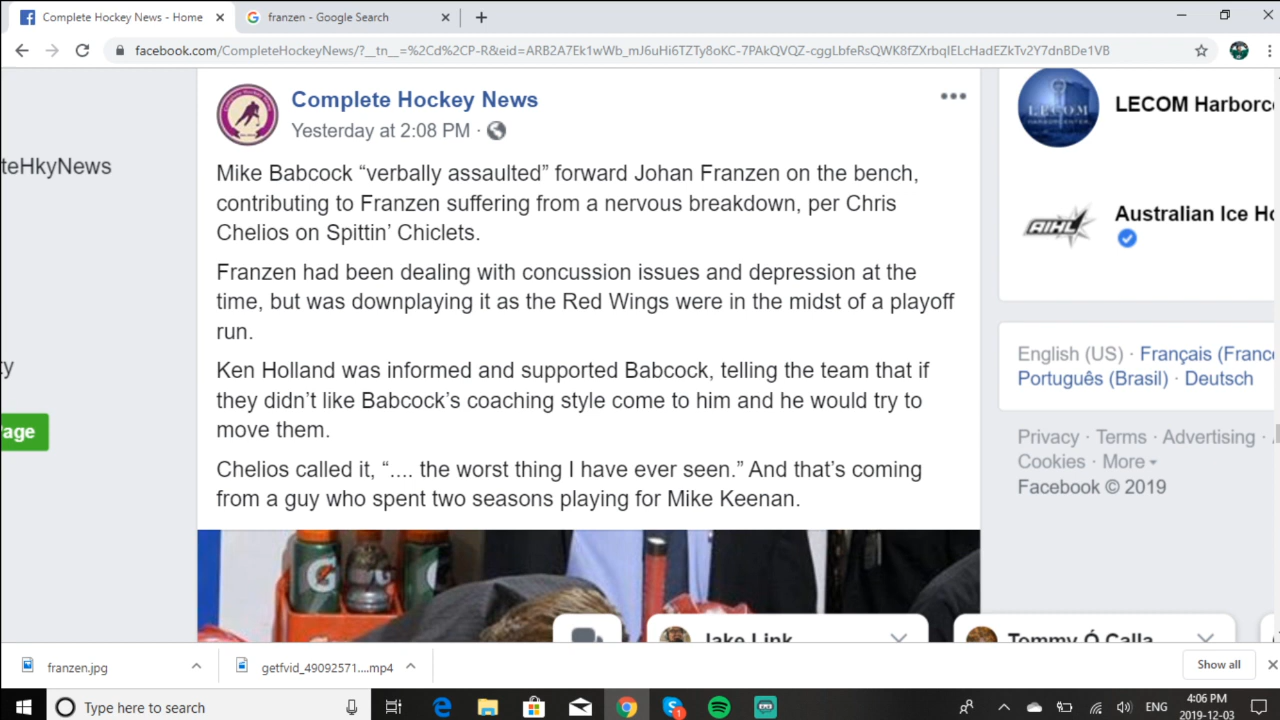 Complete Hockey News - Home
franzen - Google Search
facebook.com/CompleteHockeyNews/?__tn__=%2Cd%2CP-R&eid=ARB2A7Ek1wWb_mJ6uHi6TZTy8oKC-7PAkQVQZ-cggLbfeRsQWK8fZXrbqIELcHadEZkTv2Y7dnBDe1VB
Complete Hockey News
Yesterday at 2:08 PM ·
Mike Babcock “verbally assaulted” forward Johan Franzen on the bench,
contributing to Franzen suffering from a nervous breakdown, per Chris
Chelios on Spittin’ Chiclets.
Franzen had been dealing with concussion issues and depression at the
time, but was downplaying it as the Red Wings were in the midst of a playoff
run.
Ken Holland was informed and supported Babcock, telling the team that if
they didn’t like Babcock’s coaching style come to him and he would try to
move them.
Chelios called it, “.... the worst thing I have ever seen.” And that’s coming
from a guy who spent two seasons playing for Mike Keenan.
teHkyNews
ty
Page
LECOM
LECOM Harborc
AIHL
Australian Ice Ho
English (US) · Français (France
Português (Brasil) · Deutsch
Privacy · Terms · Advertising ·
Cookies · More
Facebook © 2019
G
G
Jake Link
Tommy Ó Calla
franzen.jpg
getfvid_49092571....mp4
Show all
Type here to search
1
ENG
4:06 PM
2019-12-03